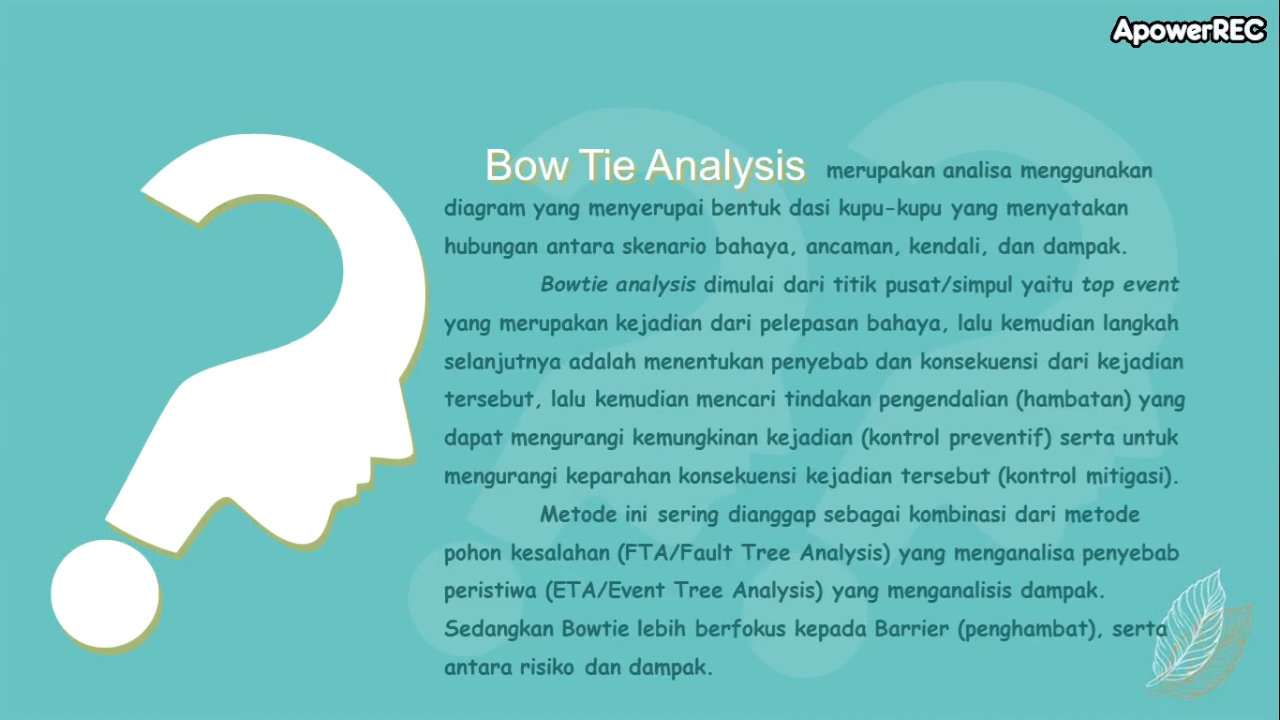 ApowerREC
Bow Tie Analysis merupakan analisa menggunakan
diagram yang menyerupai bentuk dasi kupu-kupu yang menyatakan
hubungan antara skenario bahaya, ancaman, kendali, dan dampak.
Bowtie analysis dimulai dari titik pusat/simpul yaitu top event
yang merupakan kejadian dari pelepasan bahaya, lalu kemudian langkah
selanjutnya adalah menentukan penyebab dan konsekuensi dari kejadian
tersebut, lalu kemudian mencari tindakan pengendalian (hambatan) yang
dapat mengurangi kemungkinan kejadian (kontrol preventif) serta untuk
mengurangi keparahan konsekuensi kejadian tersebut (kontrol mitigasi).
Metode ini sering dianggap sebagai kombinasi dari metode
pohon kesalahan (FTA/Fault Tree Analysis) yang menganalisa penyebab
peristiwa (ETA/Event Tree Analysis) yang menganalisis dampak.
Sedangkan Bowtie lebih berfokus kepada Barrier (penghambat), serta
antara risiko dan dampak.